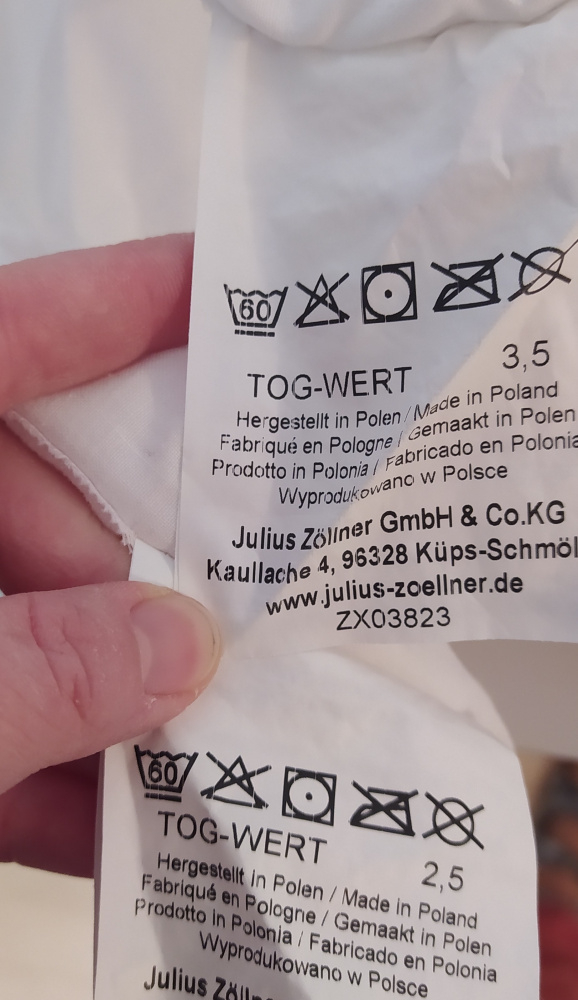 60
3,5
TOG-WERT
Hergestellt in Polen / Made in Poland
Fabriqué en Pologne / Gemaakt in Polen
Prodotto in Polonia / Fabricado en Polonia
Wyprodukowano w Polsce
Julius Zöllner GmbH & Co.KG
Kaullache 4, 96328 Küps-Schmöl
www.julius-zoellner.de
ZX03823
60
TOG-WERT
2,5
Hergestellt in Polen / Made in Poland
Fabriqué en Pologne / Gemaakt in Polen
Prodotto in Polonia / Fabricado en Polonia
Wyprodukowano w Polsce
Julius